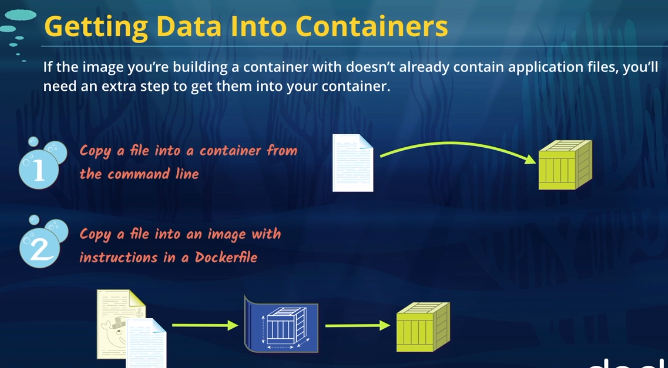 Getting Data Into Containers
If the image you're building a container with doesn't already contain application files, you'll
need an extra step to get them into your container.
1
Copy a file into a container from
the command line
2
Copy a file into an image with
instructions in a Dockerfile